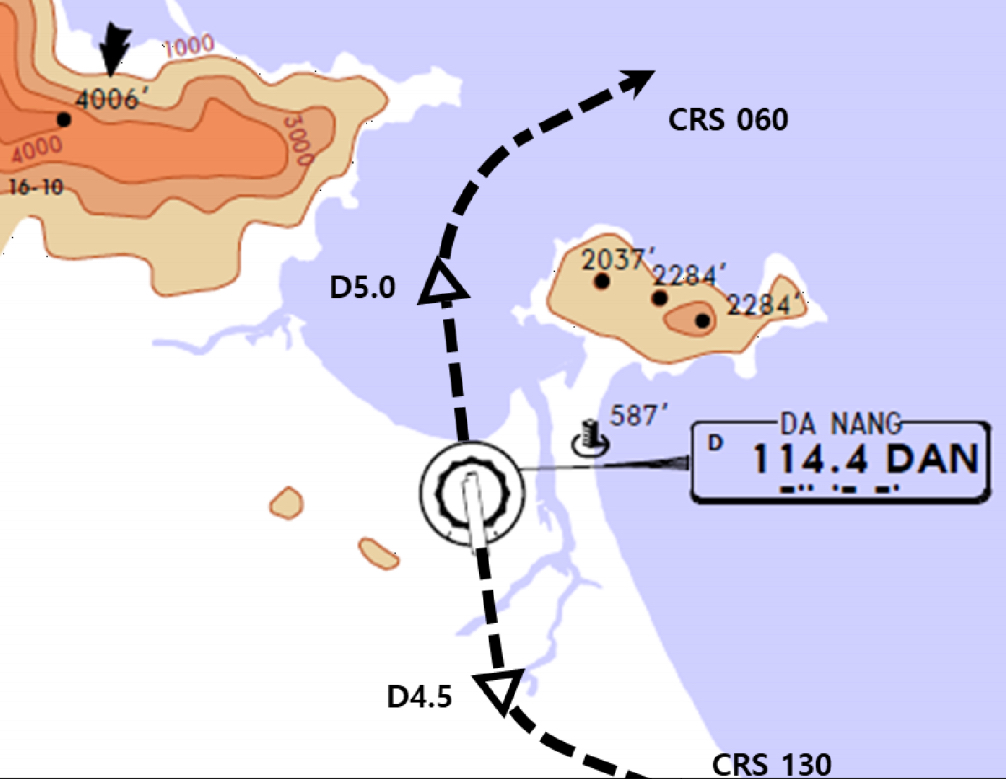 1000
4006'
CRS 060
3000
4000
16-10
2037'
D5.0
2284'
2284'
587'
DA NANG
D 114.4 DAN
D4.5
CRS 130